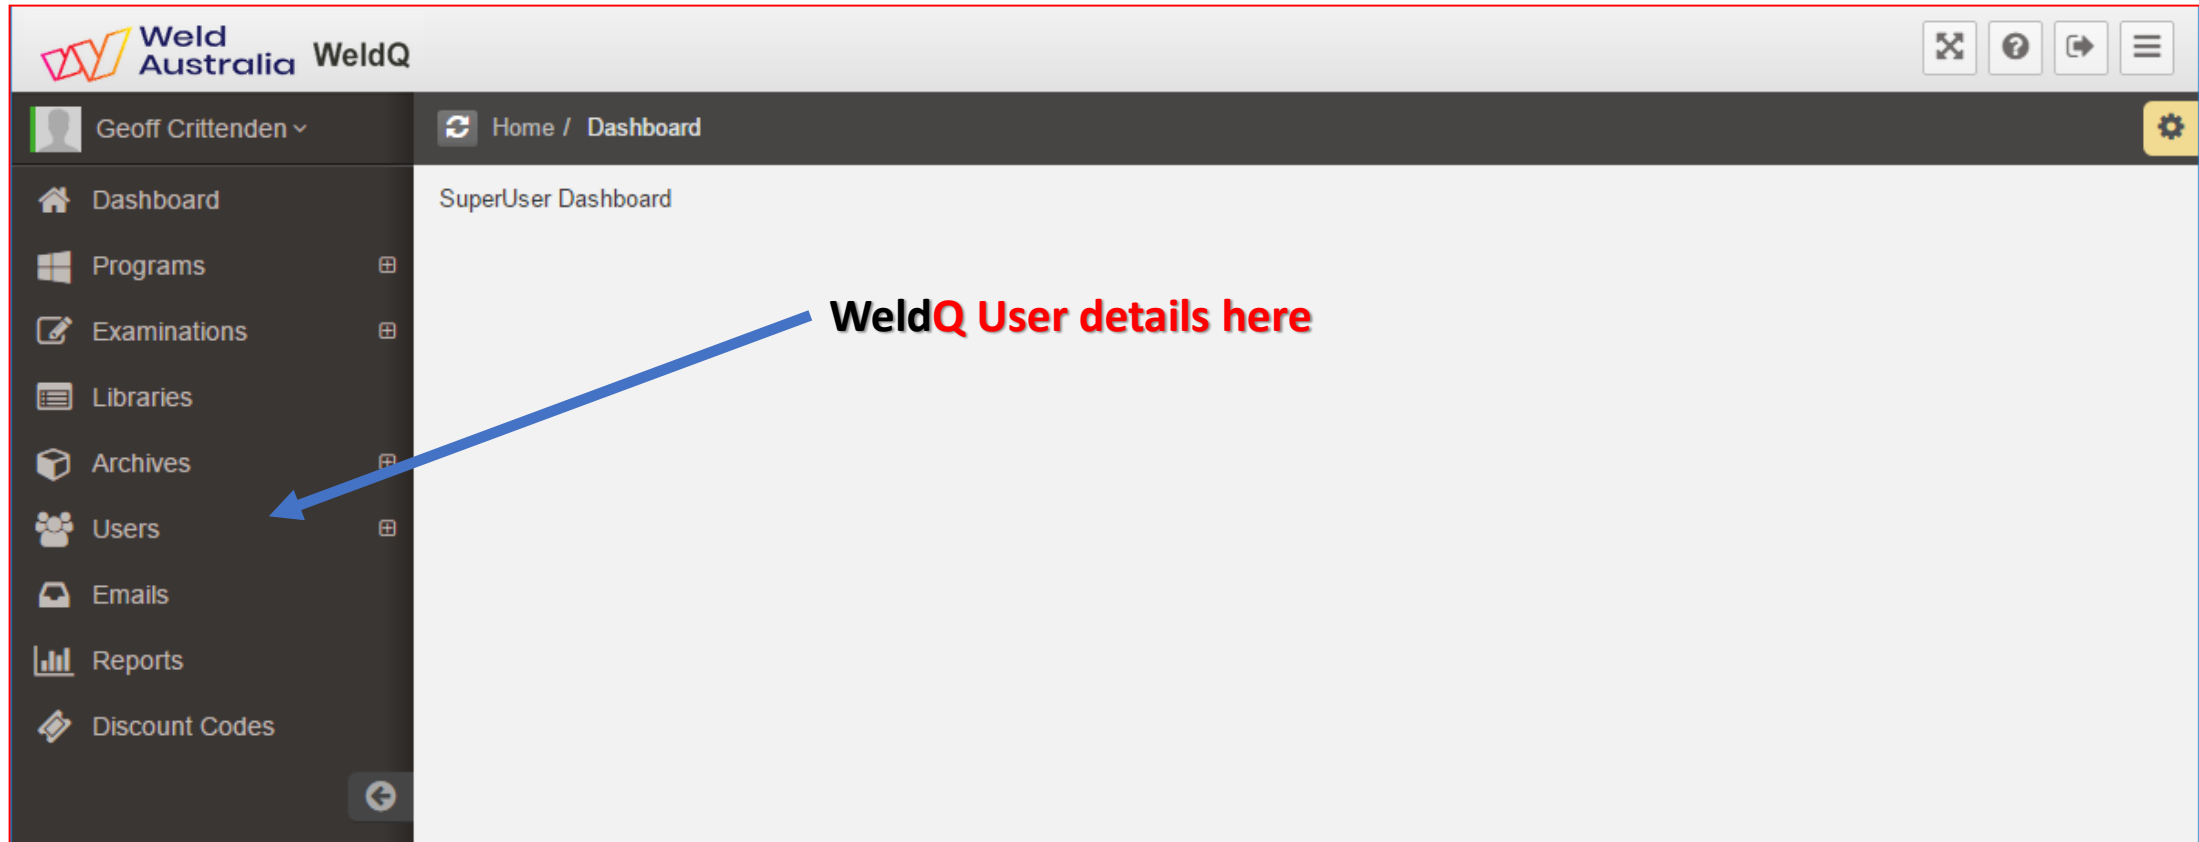 Weld
Australia WeldQ
Geoff Crittenden
Home / Dashboard
Dashboard
SuperUser Dashboard
Programs
WeldQ User details here
Examinations
Libraries
Archives
Users
Emails
Reports
Discount Codes